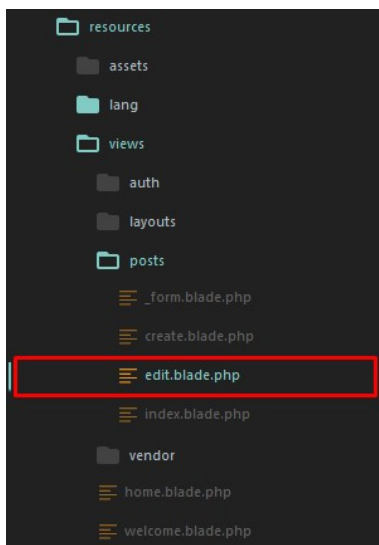 resources
assets
lang
views
auth
layouts
posts
_form.blade.php
create.blade.php
edit.blade.php
index.blade.php
vendor
home.blade.php
welcome.blade.php